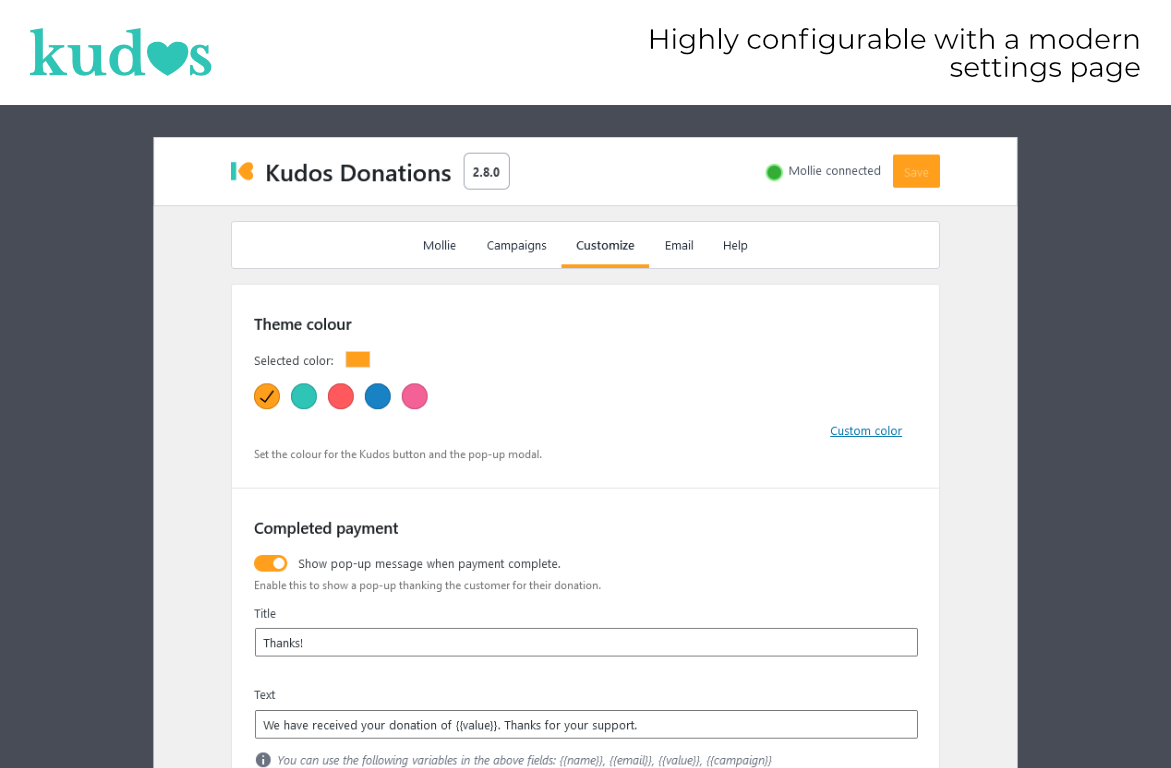 kudos
Highly configurable with a modern
settings page
Kudos Donations
2.8.0
Mollie connected
Save
Mollie
Campaigns
Customize
Email
Help
Theme colour
Selected color:
Custom color
Set the colour for the Kudos button and the pop-up modal.
Completed payment
Show pop-up message when payment complete.
Enable this to show a pop-up thanking the customer for their donation.
Title
Thanks!
Text
We have received your donation of {{value}}. Thanks for your support.
You can use the following variables in the above fields: {{name}}, {{email}}, {{value}}, {{campaign}}